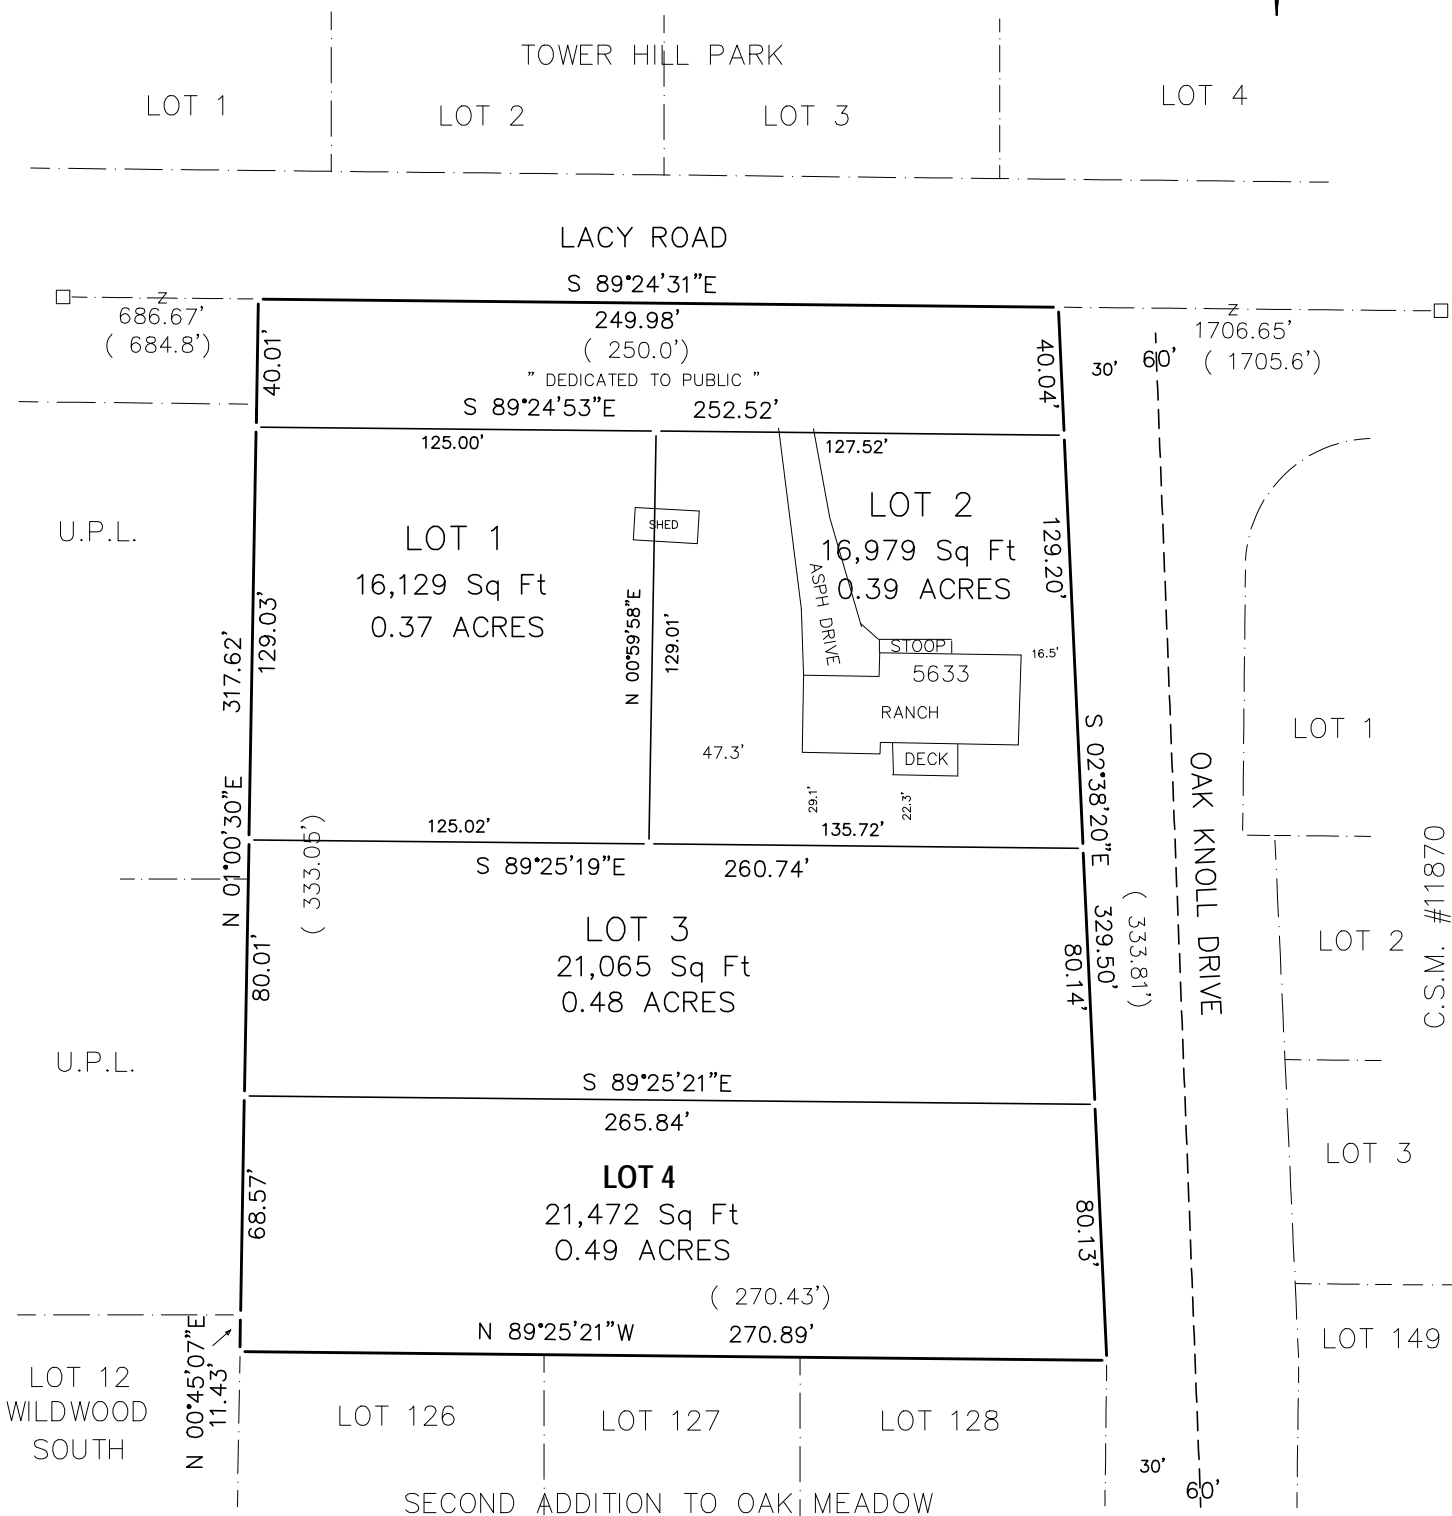 TOWER HILL PARK
LOT 1
LOT 2
LOT 3
LOT 4
LACY ROAD
S 89°24'31"E
249.98'
( 250.0')
" DEDICATED TO PUBLIC "
S 89°24'53"E 252.52'
Z
686.67'
( 684.8')
Z
1706.65'
( 1705.6')
40.01'
40.04'
30' 60'
125.00'
127.52'
U.P.L.
LOT 1
16,129 Sq Ft
0.37 ACRES
SHED
LOT 2
16,979 Sq Ft
0.39 ACRES
ASPH DRIVE
STOOP
5633
RANCH
DECK
16.5'
47.3'
29.1'
22.3'
129.03'
N 00°59'58"E
129.01'
129.20'
N 01°00'30"E 317.62'
( 333.05')
125.02'
135.72'
S 89°25'19"E 260.74'
S 02°38'20"E 329.50'
( 333.81')
OAK KNOLL DRIVE
LOT 1
LOT 2
C.S.M. #11870
LOT 3
21,065 Sq Ft
0.48 ACRES
80.01'
80.14'
U.P.L.
S 89°25'21"E
265.84'
LOT 4
21,472 Sq Ft
0.49 ACRES
68.57'
80.13'
LOT 3
( 270.43')
N 89°25'21"W 270.89'
N 00°45'07"E
11.43'
LOT 149
LOT 12
WILDWOOD
SOUTH
LOT 126
LOT 127
LOT 128
30'
60'
SECOND ADDITION TO OAK MEADOW